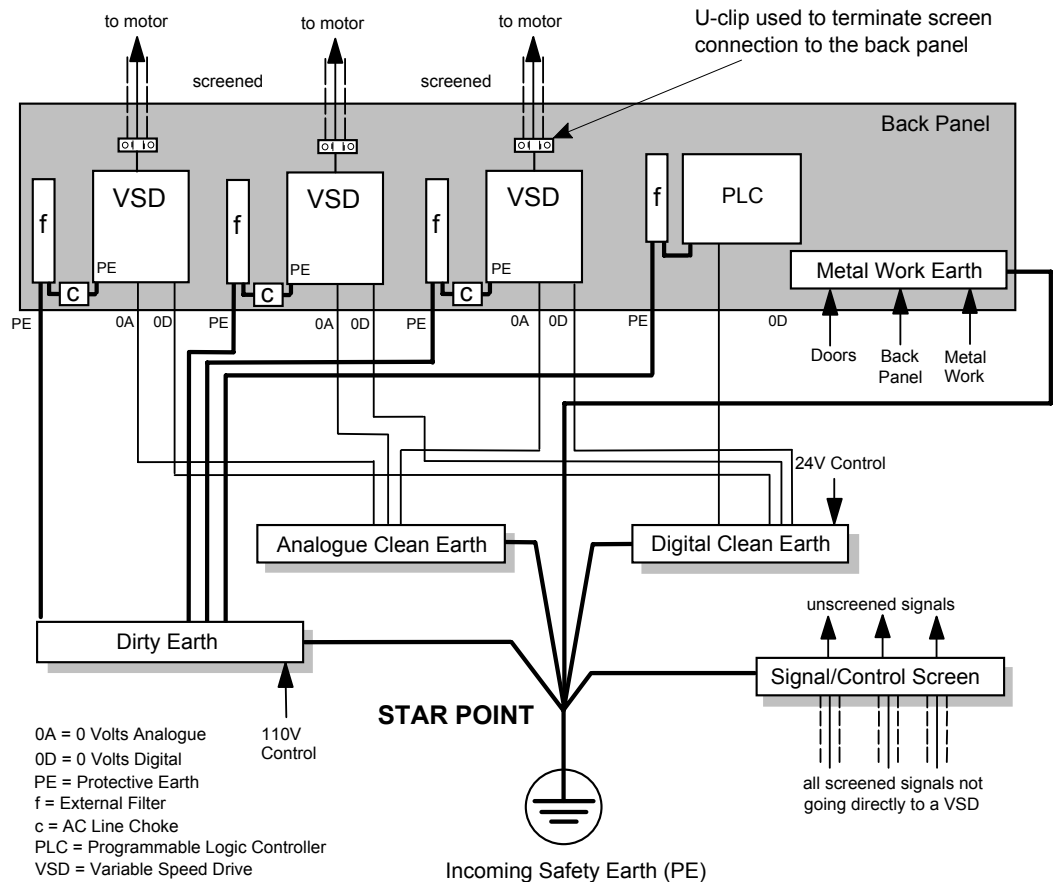 to motor
to motor
to motor
U-clip used to terminate screen
connection to the back panel
screened
screened
Back Panel
f
VSD
PE
c
f
VSD
PE
c
f
VSD
PE
c
f
PLC
Metal Work Earth
PE
0A
0D
PE
0A
0D
PE
0A
0D
PE
0D
Doors
Back
Panel
Metal
Work
24V Control
Analogue Clean Earth
Digital Clean Earth
unscreened signals
Dirty Earth
Signal/Control Screen
STAR POINT
110V
Control
all screened signals not
going directly to a VSD
0A = 0 Volts Analogue
0D = 0 Volts Digital
PE = Protective Earth
f = External Filter
c = AC Line Choke
PLC = Programmable Logic Controller
VSD = Variable Speed Drive
Incoming Safety Earth (PE)